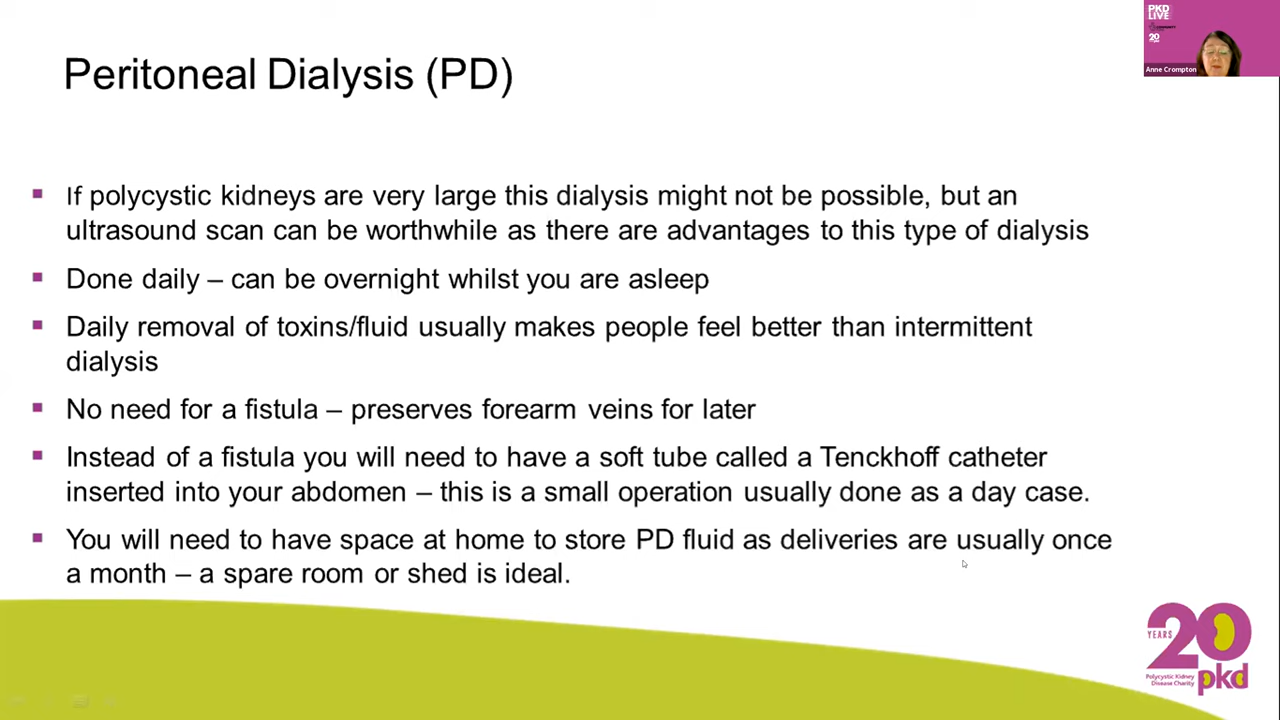 Peritoneal Dialysis (PD)
PKD
LIVE
20
Anne Crompton
If polycystic kidneys are very large this dialysis might not be possible, but an
ultrasound scan can be worthwhile as there are advantages to this type of dialysis
Done daily – can be overnight whilst you are asleep
Daily removal of toxins/fluid usually makes people feel better than intermittent
dialysis
No need for a fistula – preserves forearm veins for later
Instead of a fistula you will need to have a soft tube called a Tenckhoff catheter
inserted into your abdomen – this is a small operation usually done as a day case.
You will need to have space at home to store PD fluid as deliveries are usually once
a month – a spare room or shed is ideal.
YEARS
20
Polycystic Kidney
Disease Charity
pkd